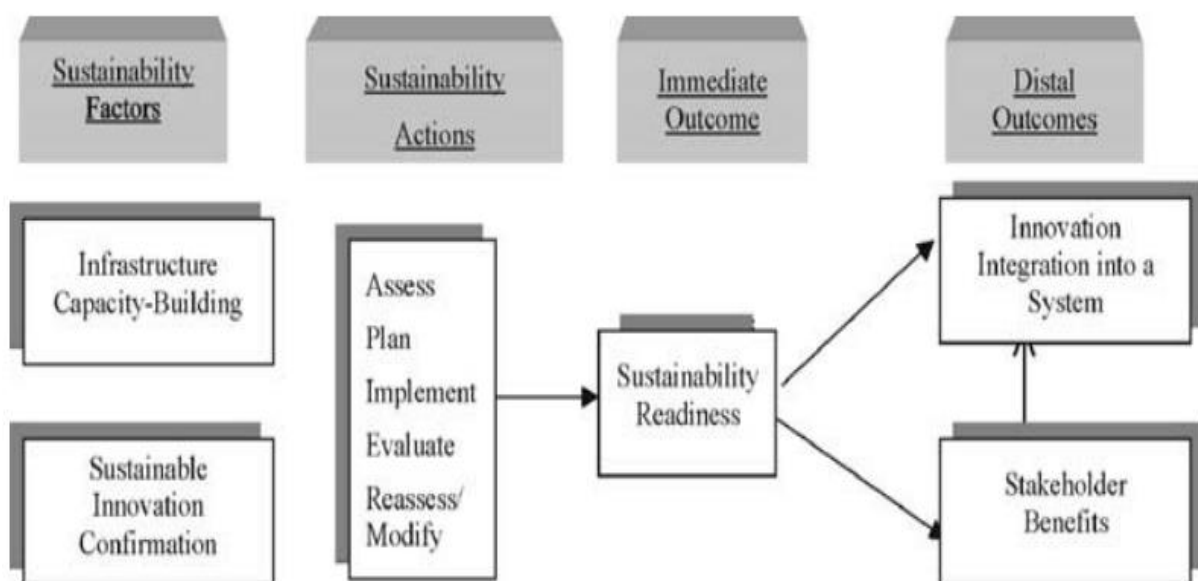 Sustainability
Factors
Sustainability
Actions
Immediate
Outcome
Distal
Outcomes
Infrastructure
Capacity-Building
Sustainable
Innovation
Confirmation
Assess
Plan
Implement
Evaluate
Reassess/
Modify
Sustainability
Readiness
Innovation
Integration into a
System
Stakeholder
Benefits